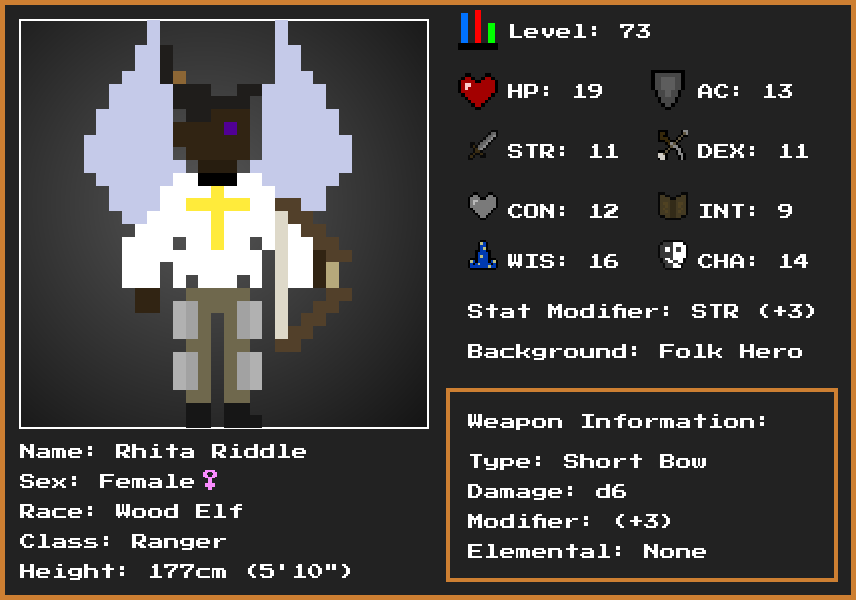 Level: 73
HP: 19
AC: 13
STR: 11
DEX: 11
CON: 12
INT: 9
WIS: 16
CHA: 14
Stat Modifier: STR (+3)
Background: Folk Hero
Weapon Information:
Type: Short Bow
Damage: d6
Modifier: (+3)
Elemental: None
Name: Rhita Riddle
Sex: Female♀
Race: Wood Elf
Class: Ranger
Height: 177cm (5'10")